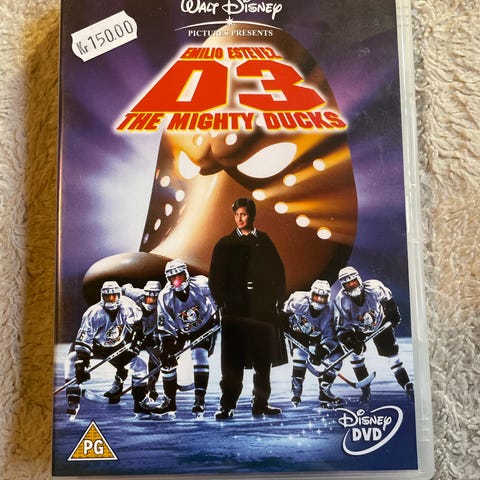 WALT DISNEY
PICTURES PRESENTS
Kr 150.00
EMILIO ESTEVEZ
D3
THE MIGHTY DUCKS
PG
DISNEY
DVD